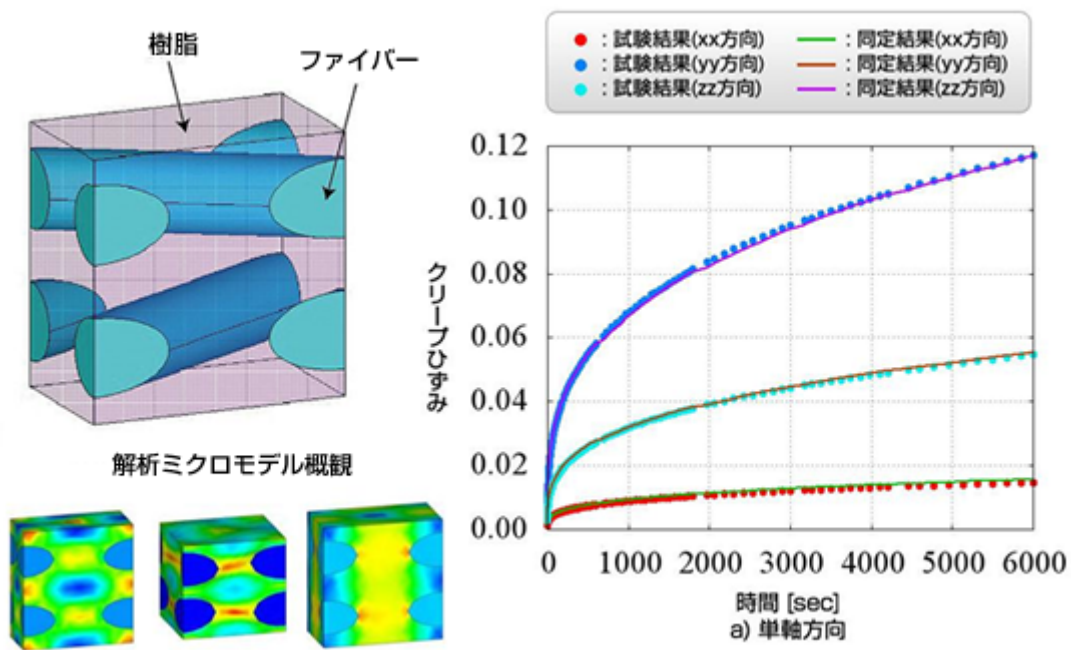 樹脂
ファイバー
解析ミクロモデル概観
: 試験結果(xx方向)
: 同定結果(xx方向)
: 試験結果(yy方向)
: 同定結果(yy方向)
: 試験結果(zz方向)
: 同定結果(zz方向)
クリープひずみ
0.12
0.10
0.08
0.06
0.04
0.02
0.00
0 1000 2000 3000 4000 5000 6000
時間 [sec]
a) 単軸方向